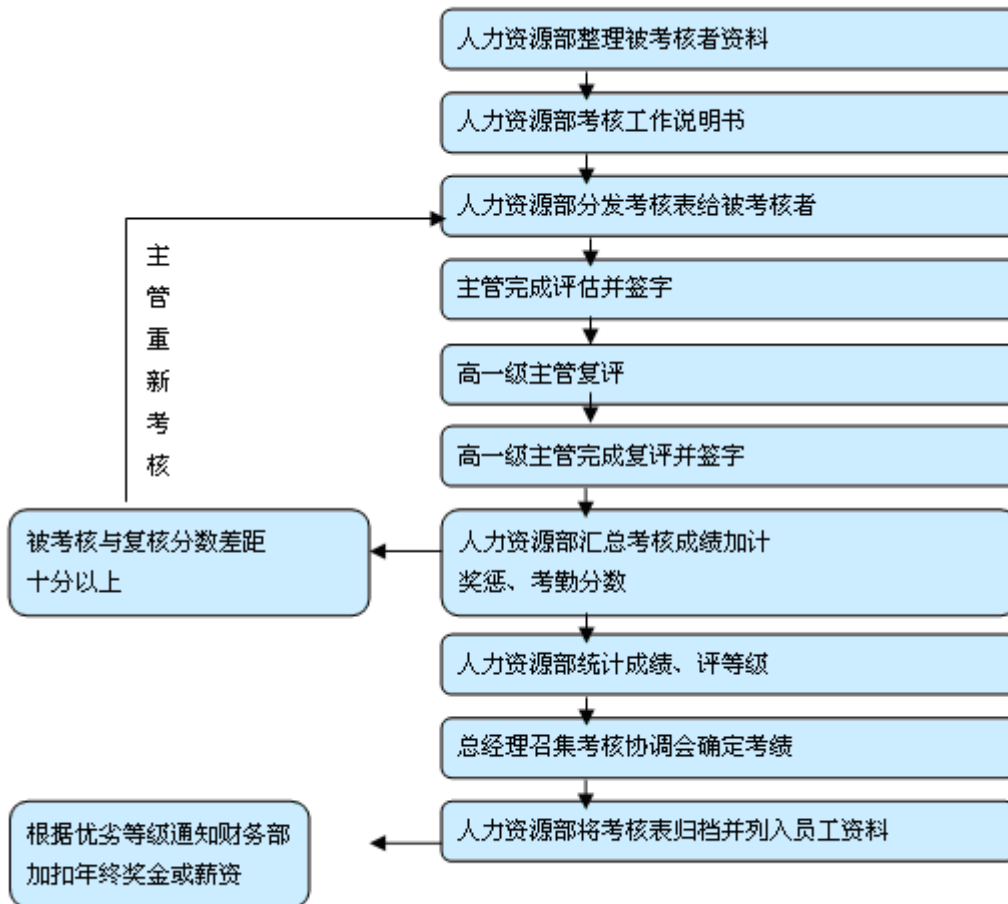 人力资源部整理被考核者资料
人力资源部考核工作说明书
人力资源部分发考核表给被考核者
主管重新考核
主管完成评估并签字
高一级主管复评
高一级主管完成复评并签字
被考核与复核分数差距
十分以上
人力资源部汇总考核成绩加计
奖惩、考勤分数
人力资源部统计成绩、评等级
总经理召集考核协调会确定考绩
人力资源部将考核表归档并列入员工资料
根据优劣等级通知财务部
加扣年终奖金或薪资